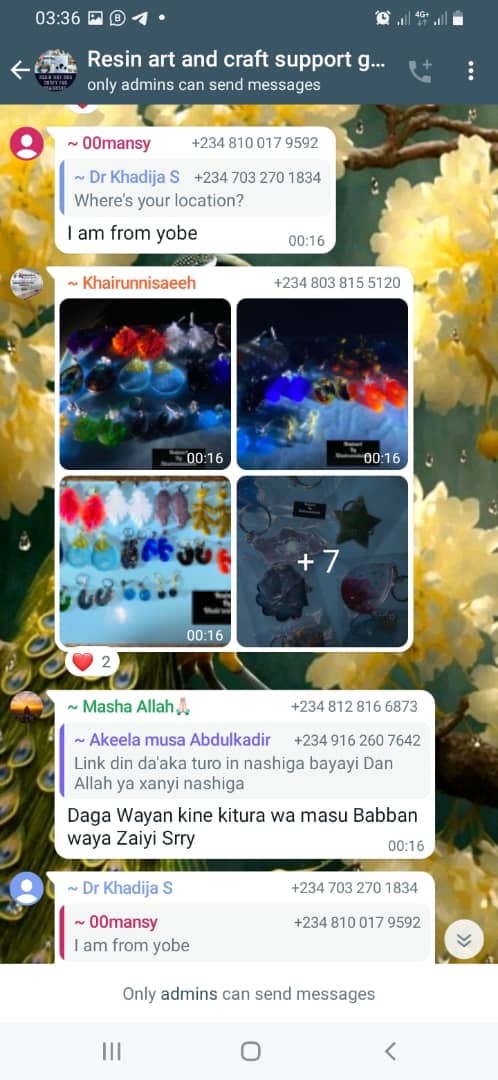 03:36
4G+
Resin art and craft support g...
only admins can send messages
~ 00mansy +234 810 017 9592
~ Dr Khadija S +234 703 270 1834
Where's your location?
I am from yobe
00:16
~ Khairunnisaeeh +234 803 815 5120
00:16
00:16
00:16
+ 7
❤️ 2
~ Masha Allah🙏🏻 +234 812 816 6873
~ Akeela musa Abdulkadir +234 916 260 7642
Link din da'aka turo in nashiga bayayi Dan
Allah ya xanyi nashiga
Daga Wayan kine kitura wa masu Babban
waya Zaiyi Srry
00:16
~ Dr Khadija S +234 703 270 1834
~ 00mansy +234 810 017 9592
I am from yobe
Only admins can send messages